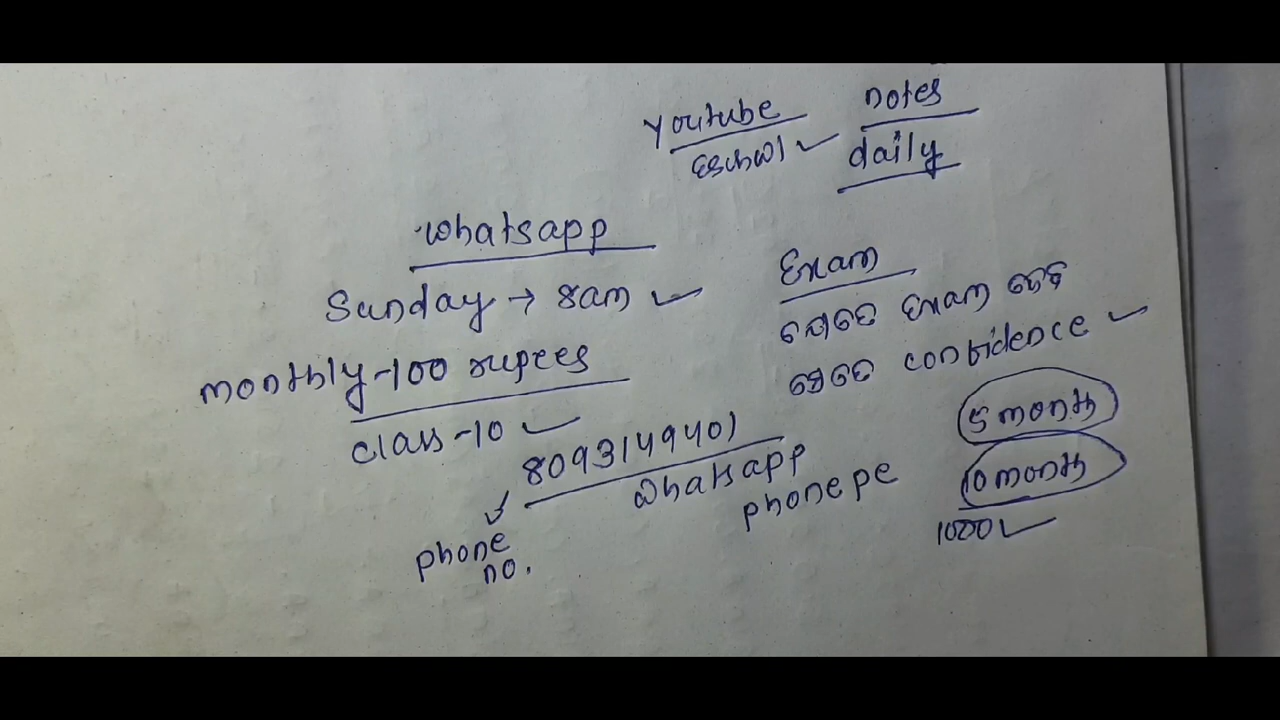 Youtube
notes
daily
whatsapp
Sunday → 8am ✓
monthly-100 rupees
class-10 ✓
8093149401
whatsapp
phone pe
phone
no.
Exam
ଯେତେ Exam ଦେବ
ସେତେ confidence ✓
5 month
10 month
1000 ✓